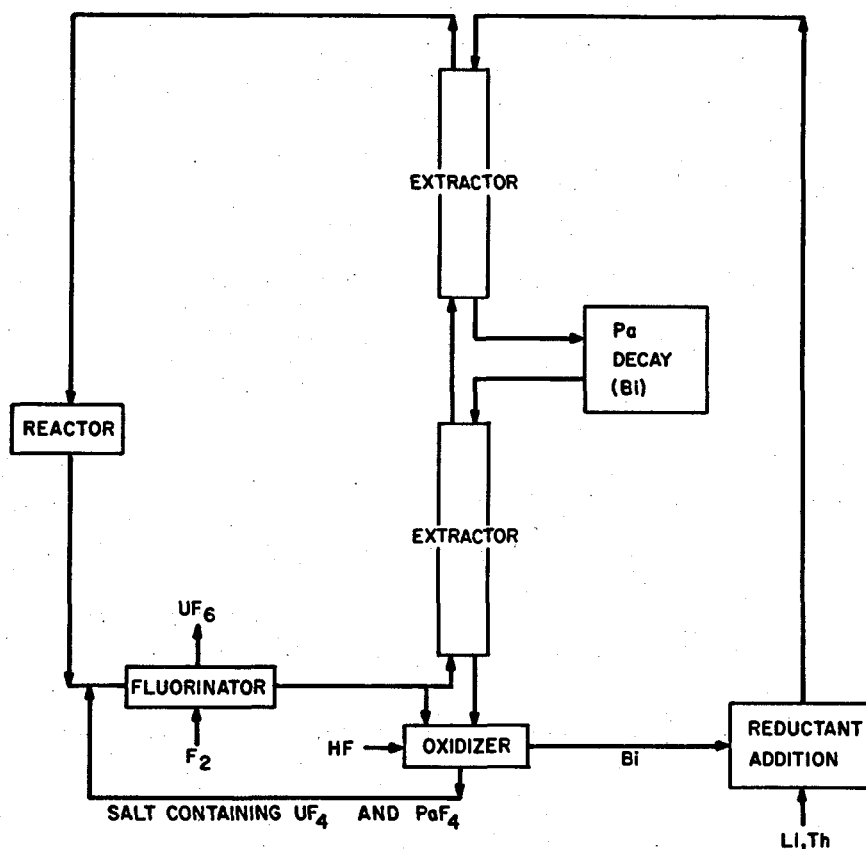 EXTRACTOR
Pa
DECAY
(Bi)
REACTOR
EXTRACTOR
UF6
FLUORINATOR
F2
HF
OXIDIZER
Bi
REDUCTANT
ADDITION
SALT CONTAINING UF4 AND PaF4
Li,Th